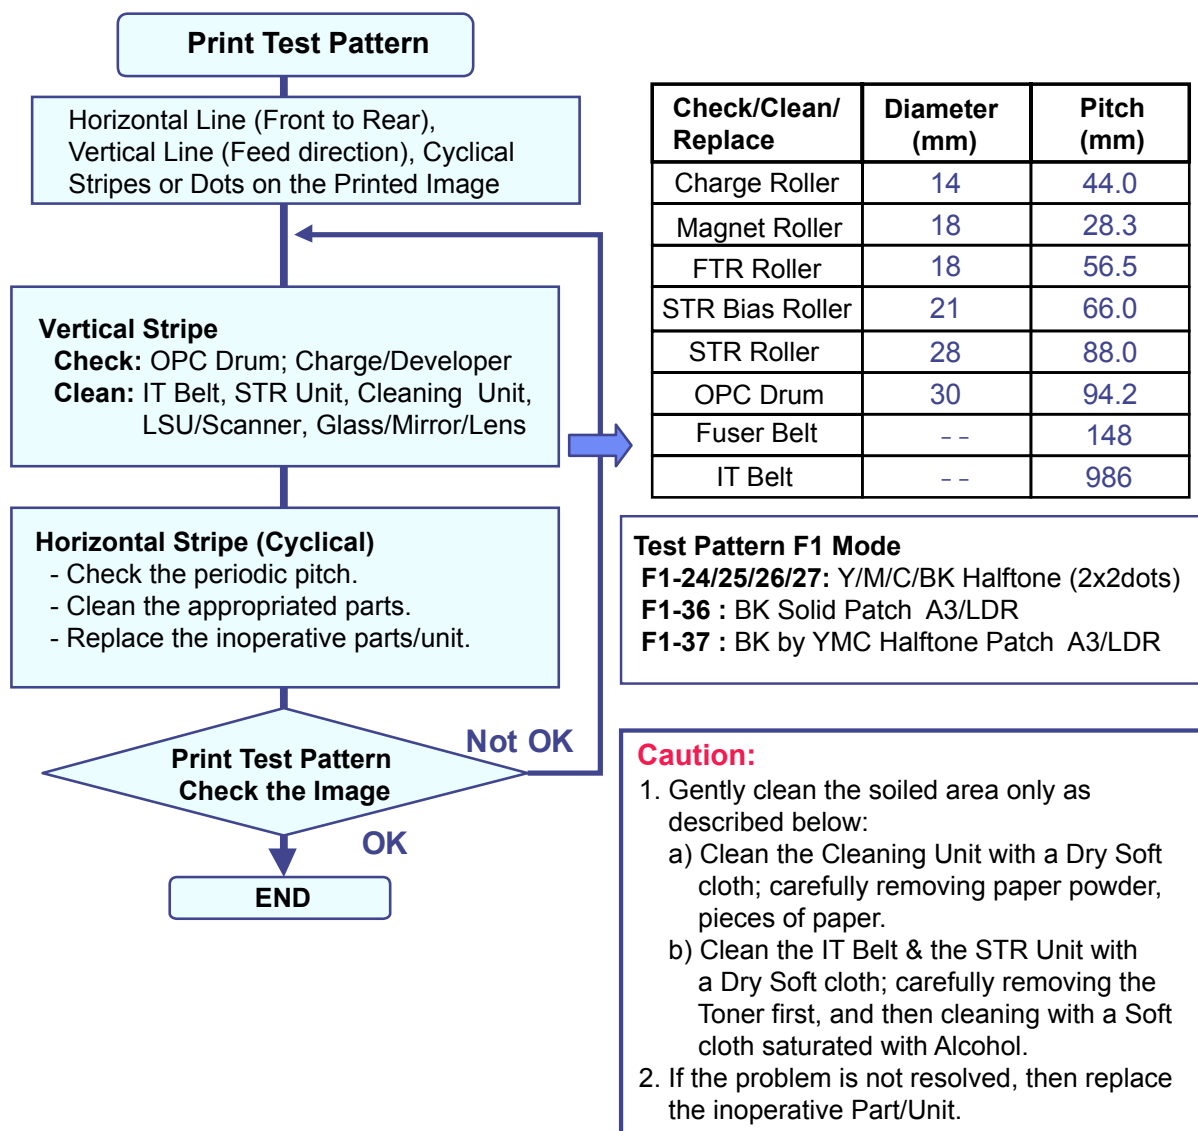 Print Test Pattern
Horizontal Line (Front to Rear),
Vertical Line (Feed direction), Cyclical
Stripes or Dots on the Printed Image
Vertical Stripe
Check: OPC Drum; Charge/Developer
Clean: IT Belt, STR Unit, Cleaning Unit,
LSU/Scanner, Glass/Mirror/Lens
Horizontal Stripe (Cyclical)
- Check the periodic pitch.
- Clean the appropriated parts.
- Replace the inoperative parts/unit.
Print Test Pattern
Check the Image
Not OK
OK
END
Check/Clean/ Diameter Pitch
Replace (mm) (mm)
Charge Roller 14 44.0
Magnet Roller 18 28.3
FTR Roller 18 56.5
STR Bias Roller 21 66.0
STR Roller 28 88.0
OPC Drum 30 94.2
Fuser Belt -- 148
IT Belt -- 986
Test Pattern F1 Mode
F1-24/25/26/27: Y/M/C/BK Halftone (2x2dots)
F1-36 : BK Solid Patch A3/LDR
F1-37 : BK by YMC Halftone Patch A3/LDR
Caution:
1. Gently clean the soiled area only as
described below:
a) Clean the Cleaning Unit with a Dry Soft
cloth; carefully removing paper powder,
pieces of paper.
b) Clean the IT Belt & the STR Unit with
a Dry Soft cloth; carefully removing the
Toner first, and then cleaning with a Soft
cloth saturated with Alcohol.
2. If the problem is not resolved, then replace
the inoperative Part/Unit.